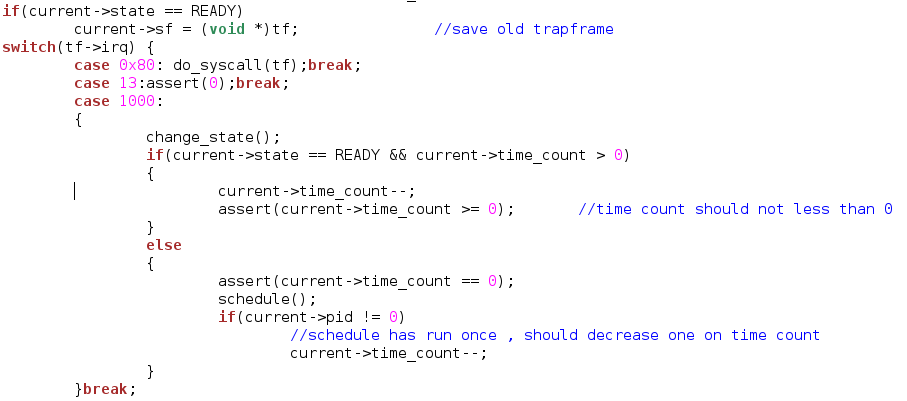 if(current->state == READY)
current->sf = (void *)tf; //save old trapframe
switch(tf->irq) {
case 0x80: do_syscall(tf);break;
case 13:assert(0);break;
case 1000:
{
change_state();
if(current->state == READY && current->time_count > 0)
{
current->time_count--;
assert(current->time_count >= 0); //time count should not less than 0
}
else
{
assert(current->time_count == 0);
schedule();
if(current->pid != 0)
//schedule has run once , should decrease one on time count
current->time_count--;
}
}break;